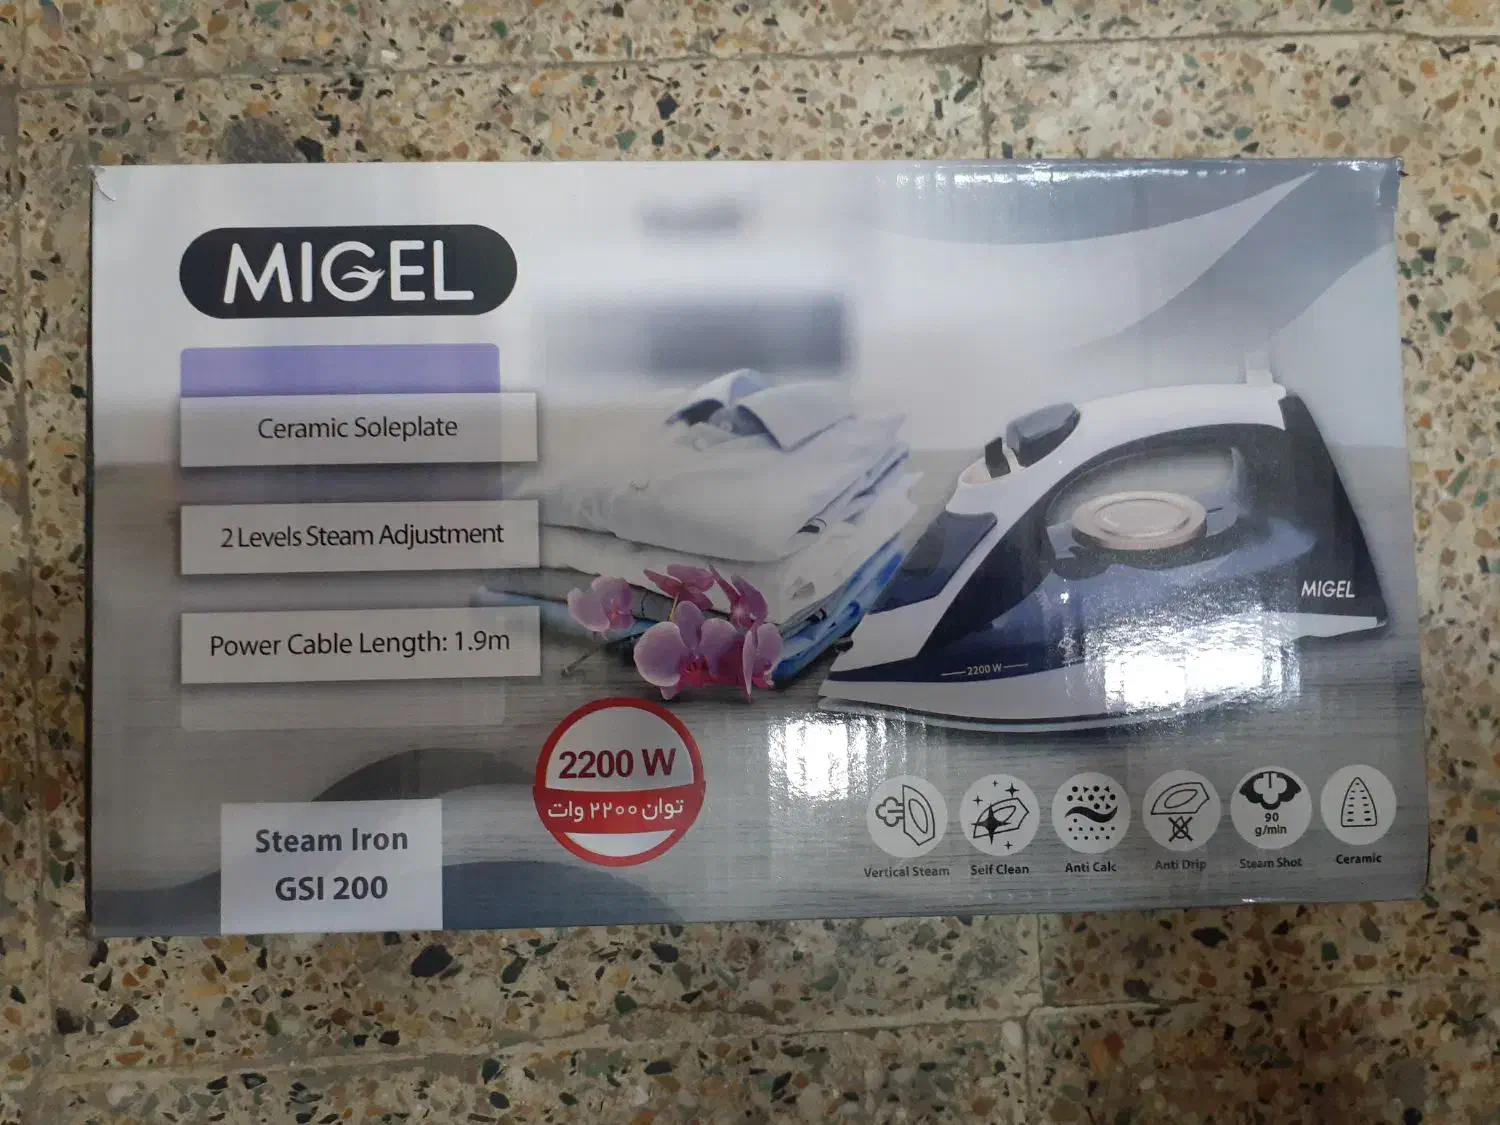 MIGEL
Ceramic Soleplate
2 Levels Steam Adjustment
Power Cable Length: 1.9m
MIGEL
2200 W
2200 W
توان ۲۲۰۰ وات
Steam Iron
GSI 200
90
g/min
Vertical Steam
Self Clean
Anti Calc
Anti Drip
Steam Shot
Ceramic